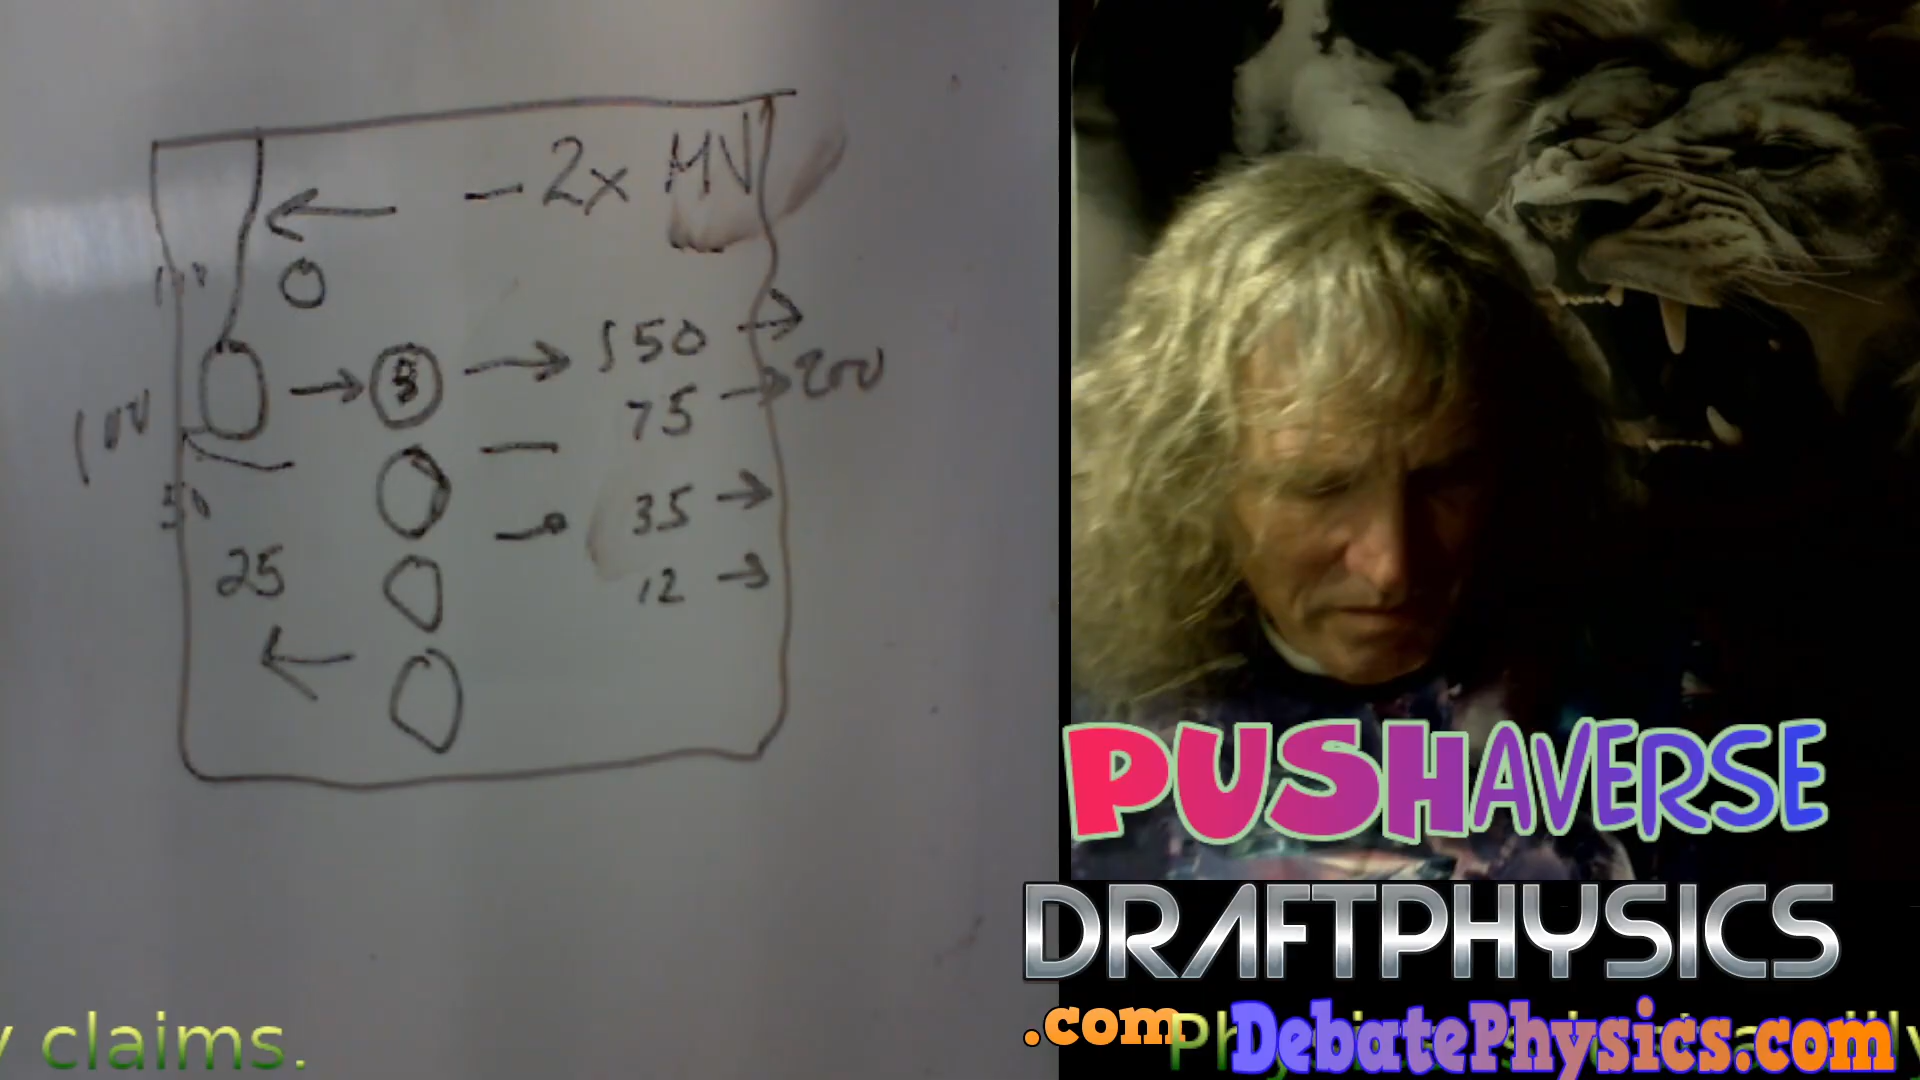 - 2x MV
150
75
200
100
50
35
25
12
PUSHAVERSE
DRAFTPHYSICS
.com
DebatePhysics.com
y claims.